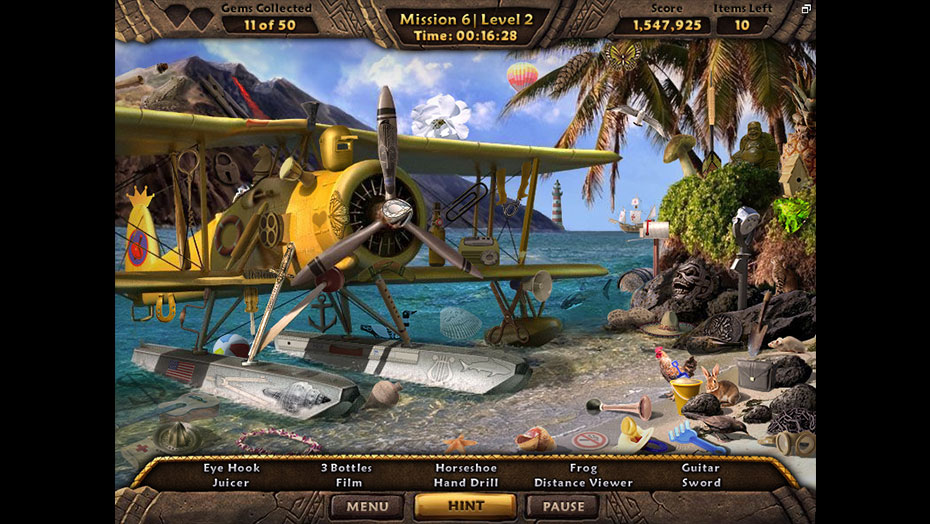 Gems Collected
11 of 50
Mission 6 | Level 2
Time: 00:16:28
Score
1,547,925
Items Left
10
Eye Hook
3 Bottles
Horseshoe
Frog
Guitar
Juicer
Film
Hand Drill
Distance Viewer
Sword
MENU
HINT
PAUSE